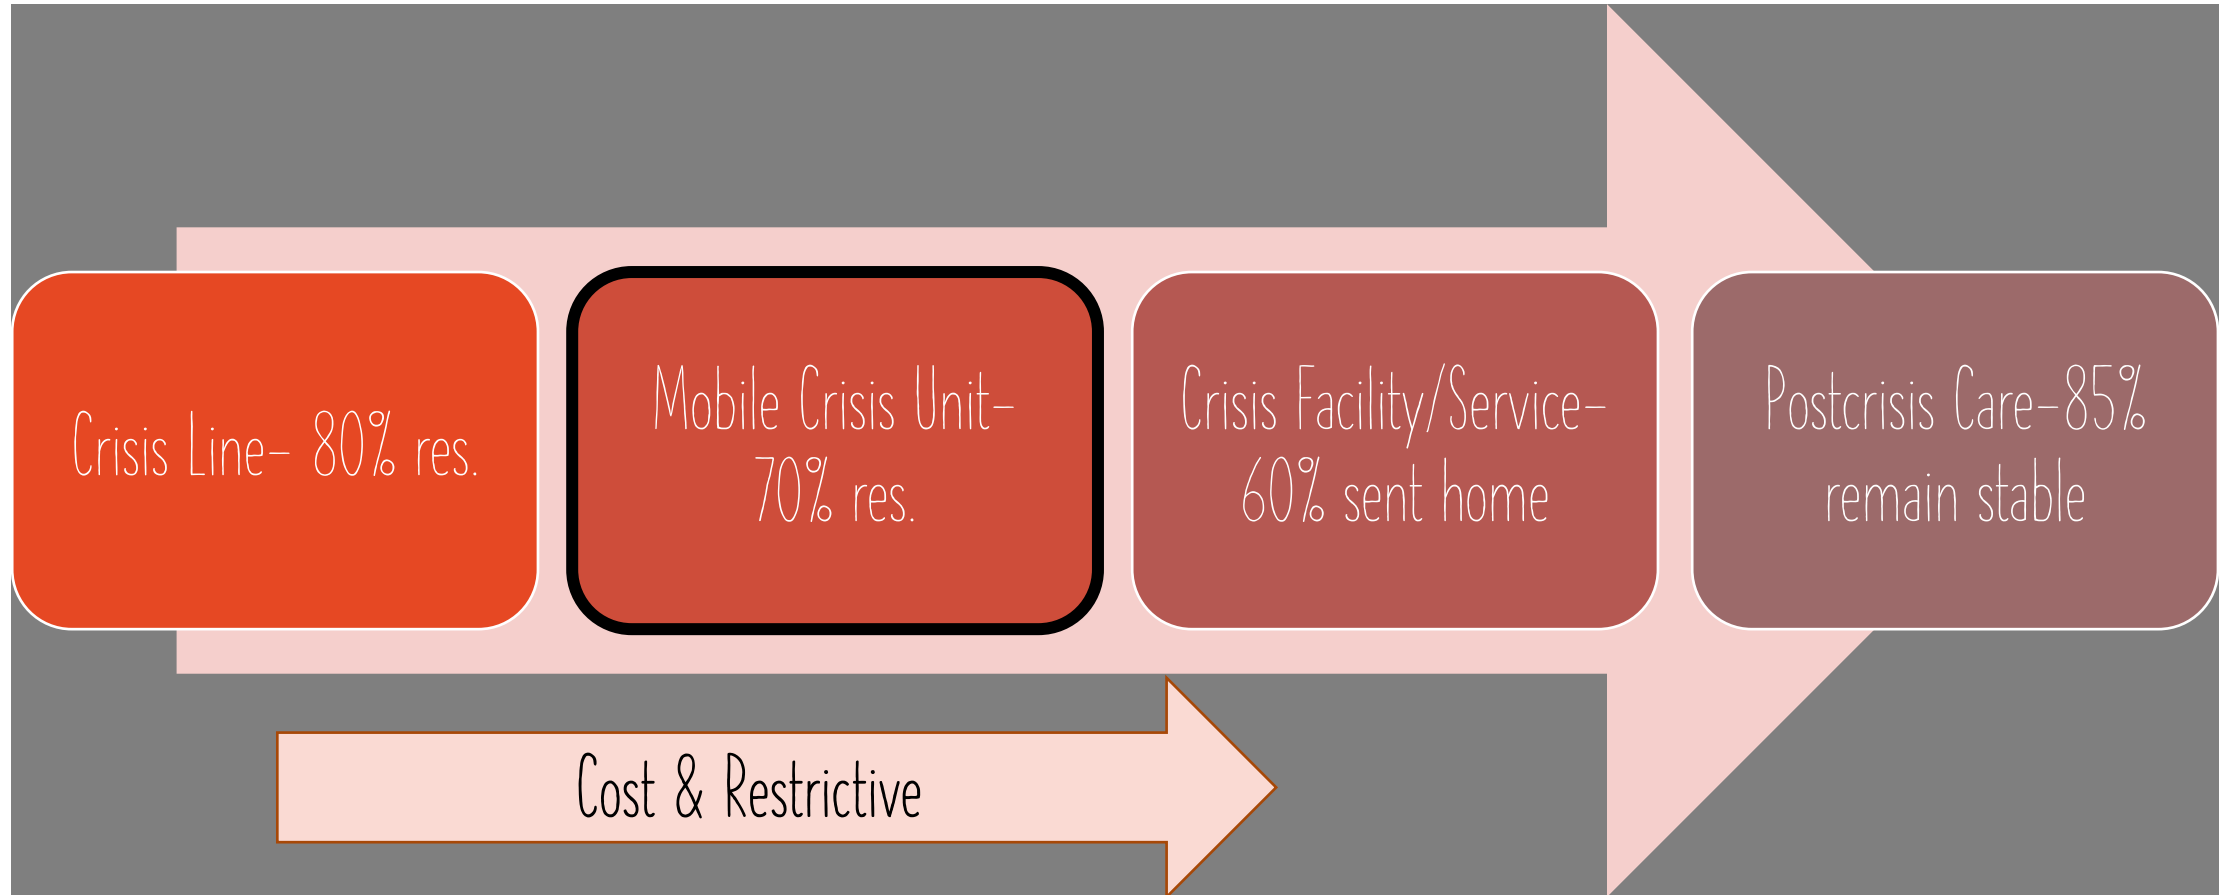 Crisis Line- 80% res.
Mobile Crisis Unit-
70% res.
Crisis Facility/Service-
60% sent home
Postcrisis Care-85%
remain stable
Cost & Restrictive